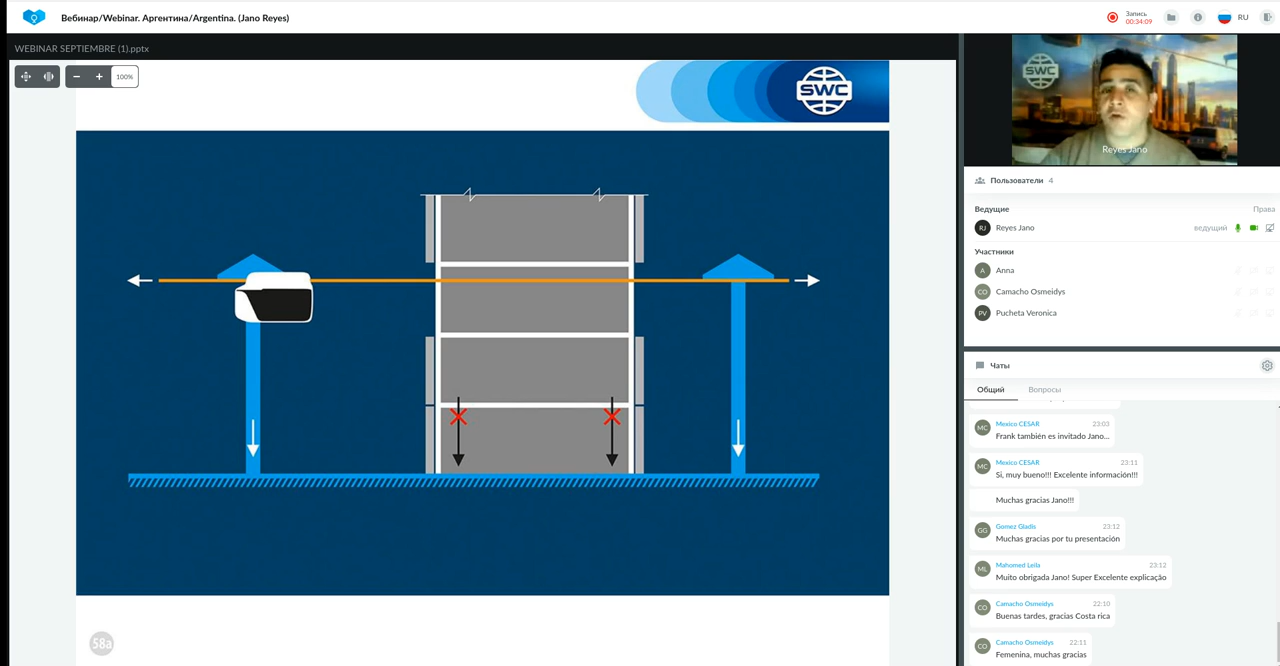 Вебинар/Webinar. Аргентина/Argentina. (Jano Reyes)
Запись
00:34:09
RU
WEBINAR SEPTIEMBRE (1).pptx
100%
SWC
SWC
Reyes Jano
Пользователи 4
Ведущие Права
RJ Reyes Jano ведущий
Участники
A Anna
CO Camacho Osmeidys
PV Pucheta Veronica
Чаты
Общий Вопросы
MC Mexico CESAR 23:03
Frank también es invitado Jano...
MC Mexico CESAR 23:11
Si, muy bueno!!! Excelente información!!!
Muchas gracias Jano!!!
GG Gomez Gladis 23:12
Muchas gracias por tu presentación
ML Mahomed Leila 23:12
Muito obrigada Jano! Super Excelente explicação
CO Camacho Osmeidys 22:10
Buenas tardes, gracias Costa rica
CO Camacho Osmeidys 22:11
Femenina, muchas gracias
58a